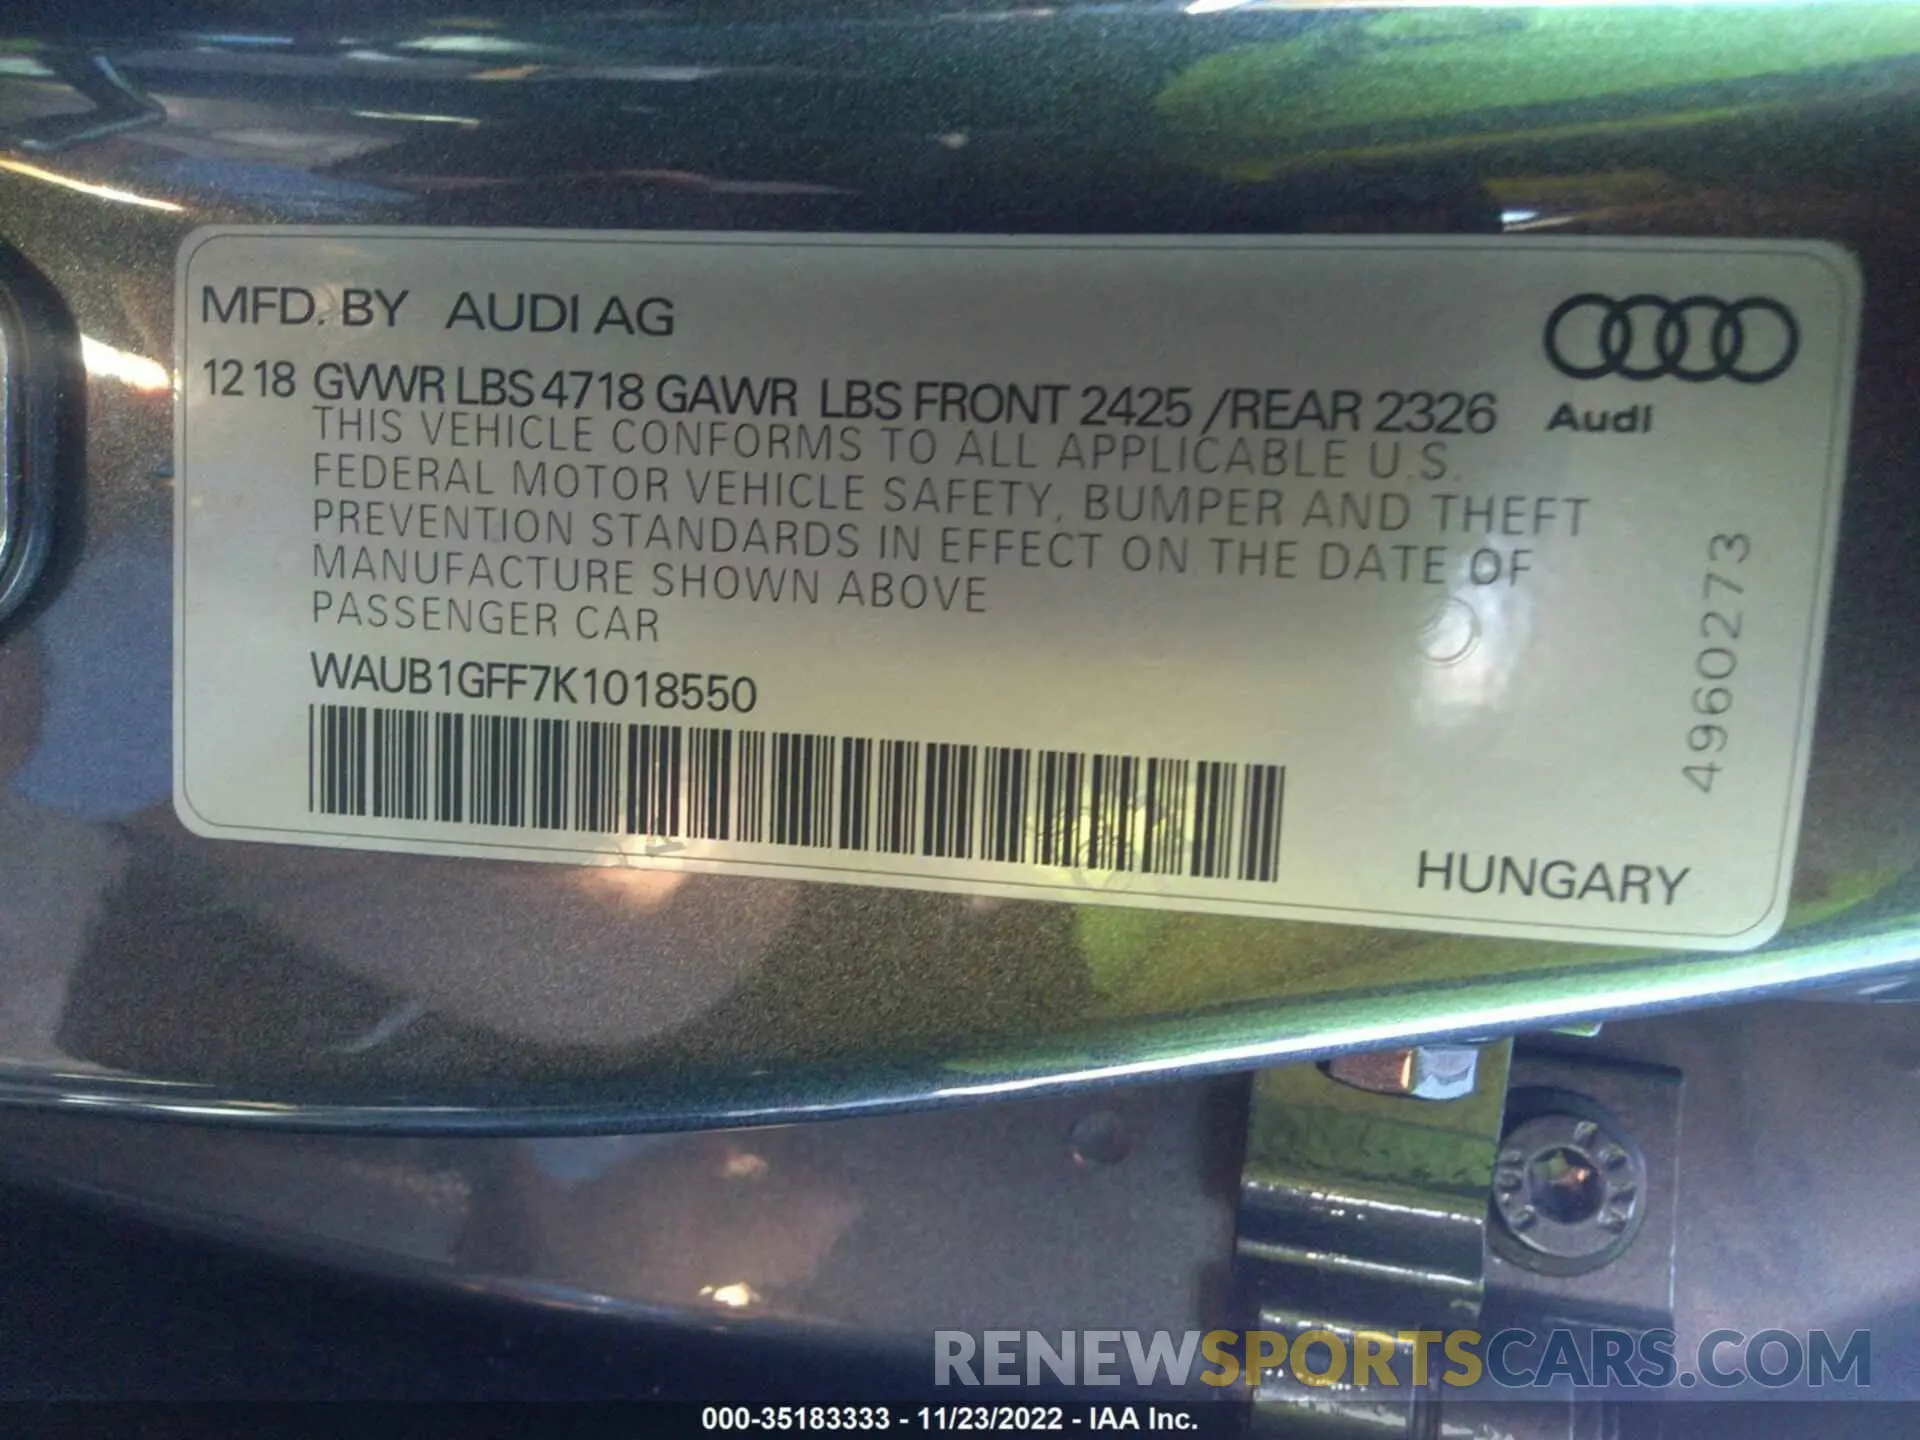 MFD. BY AUDI AG
1218 GVWR LBS 4718 GAWR LBS FRONT 2425 /REAR 2326
Audi
THIS VEHICLE CONFORMS TO ALL APPLICABLE U.S.
FEDERAL MOTOR VEHICLE SAFETY, BUMPER AND THEFT
PREVENTION STANDARDS IN EFFECT ON THE DATE OF
MANUFACTURE SHOWN ABOVE
PASSENGER CAR
WAUB1GFF7K1018550
4960273
HUNGARY
RENEWSPORTSCARS.COM
000-35183333 - 11/23/2022 - IAA Inc.